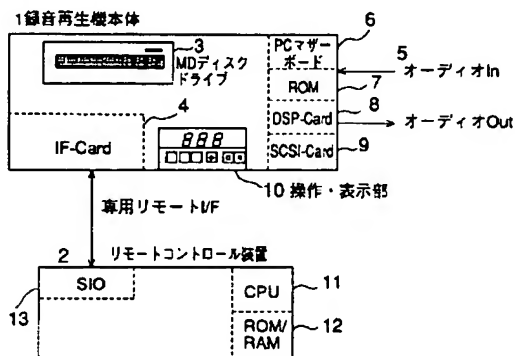 1録音再生機本体
3
MDディスク
ドライブ
4
IF-Card
888
PCマザー
ボード
ROM
DSP-Card
SCSI-Card
6
5
オーディオIn
7
8
オーディオOut
9
10 操作・表示部
専用リモートI/F
2 リモートコントロール装置
SIO
13
CPU
11
ROM/
RAM
12